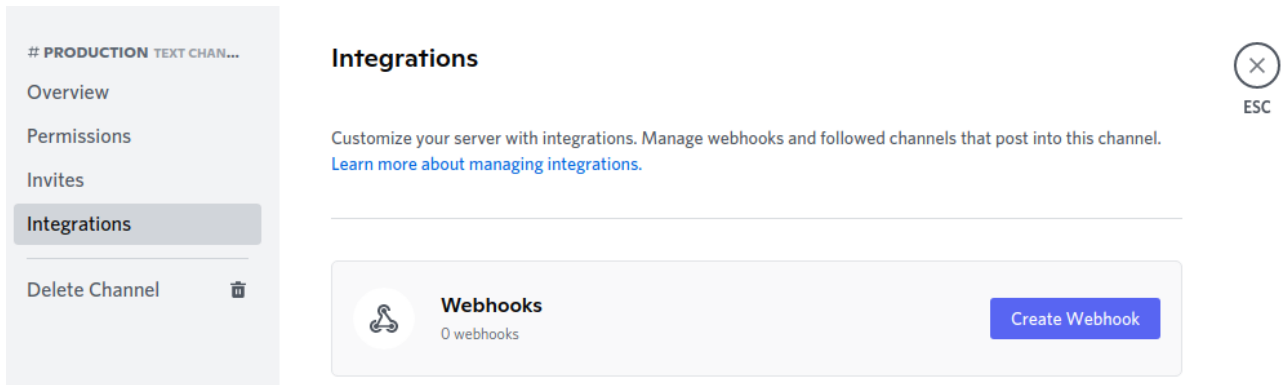 # PRODUCTION TEXT CHAN...
Overview
Permissions
Invites
Integrations
Delete Channel
Integrations
ESC
Customize your server with integrations. Manage webhooks and followed channels that post into this channel.
Learn more about managing integrations.
Webhooks
0 webhooks
Create Webhook